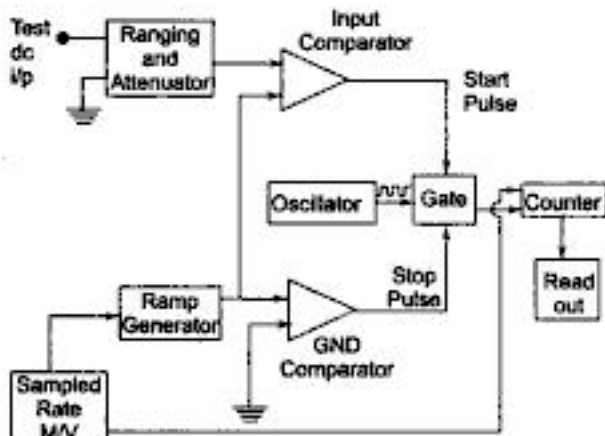 Test
dc
i/p
Ranging
and
Attenuator
Input
Comparator
Start
Pulse
Oscillator
Gate
Counter
Read
out
Stop
Pulse
Ramp
Generator
GND
Comparator
Sampled
Rate
M/V